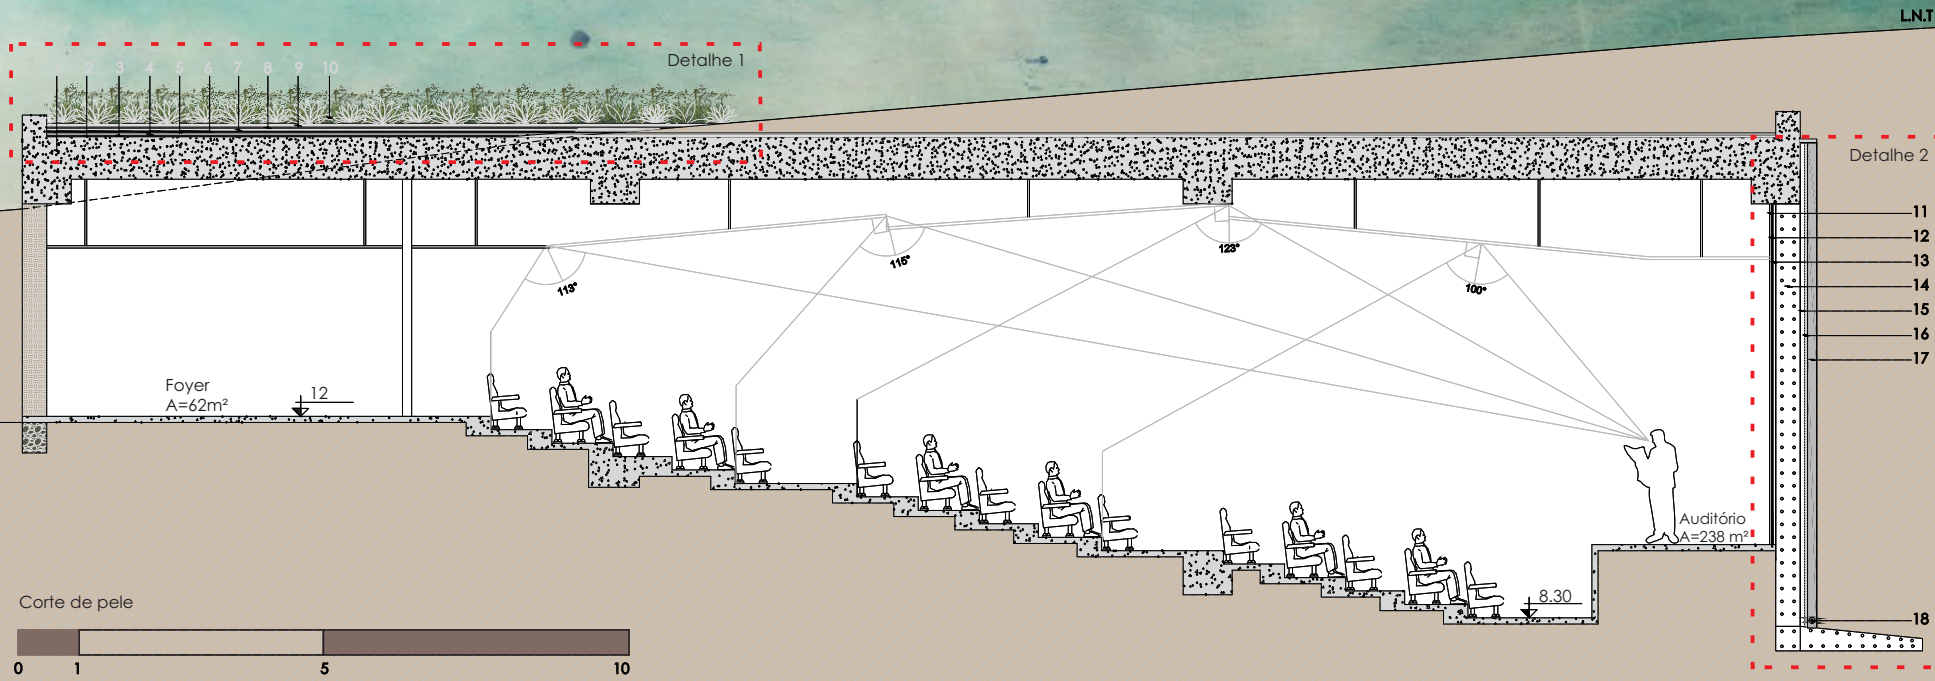 L.N.T
Detalhe 1
2 3 4 5 6 7 8 9 10
Detalhe 2
11
12
13
14
15
16
17
18
113°
115°
123°
100°
Foyer
A=62m²
12
Auditório
A=238 m²
8.30
Corte de pele
0 1 5 10